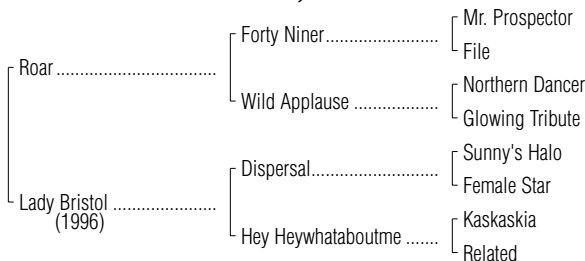 Mr. Prospector
Forty Niner........................
File
Roar ..................................
Northern Dancer
Wild Applause ..................
Glowing Tribute
Sunny's Halo
Dispersal...........................
Female Star
Lady Bristol ......................
(1996)
Kaskaskia
Hey Heywhataboutme .......
Related